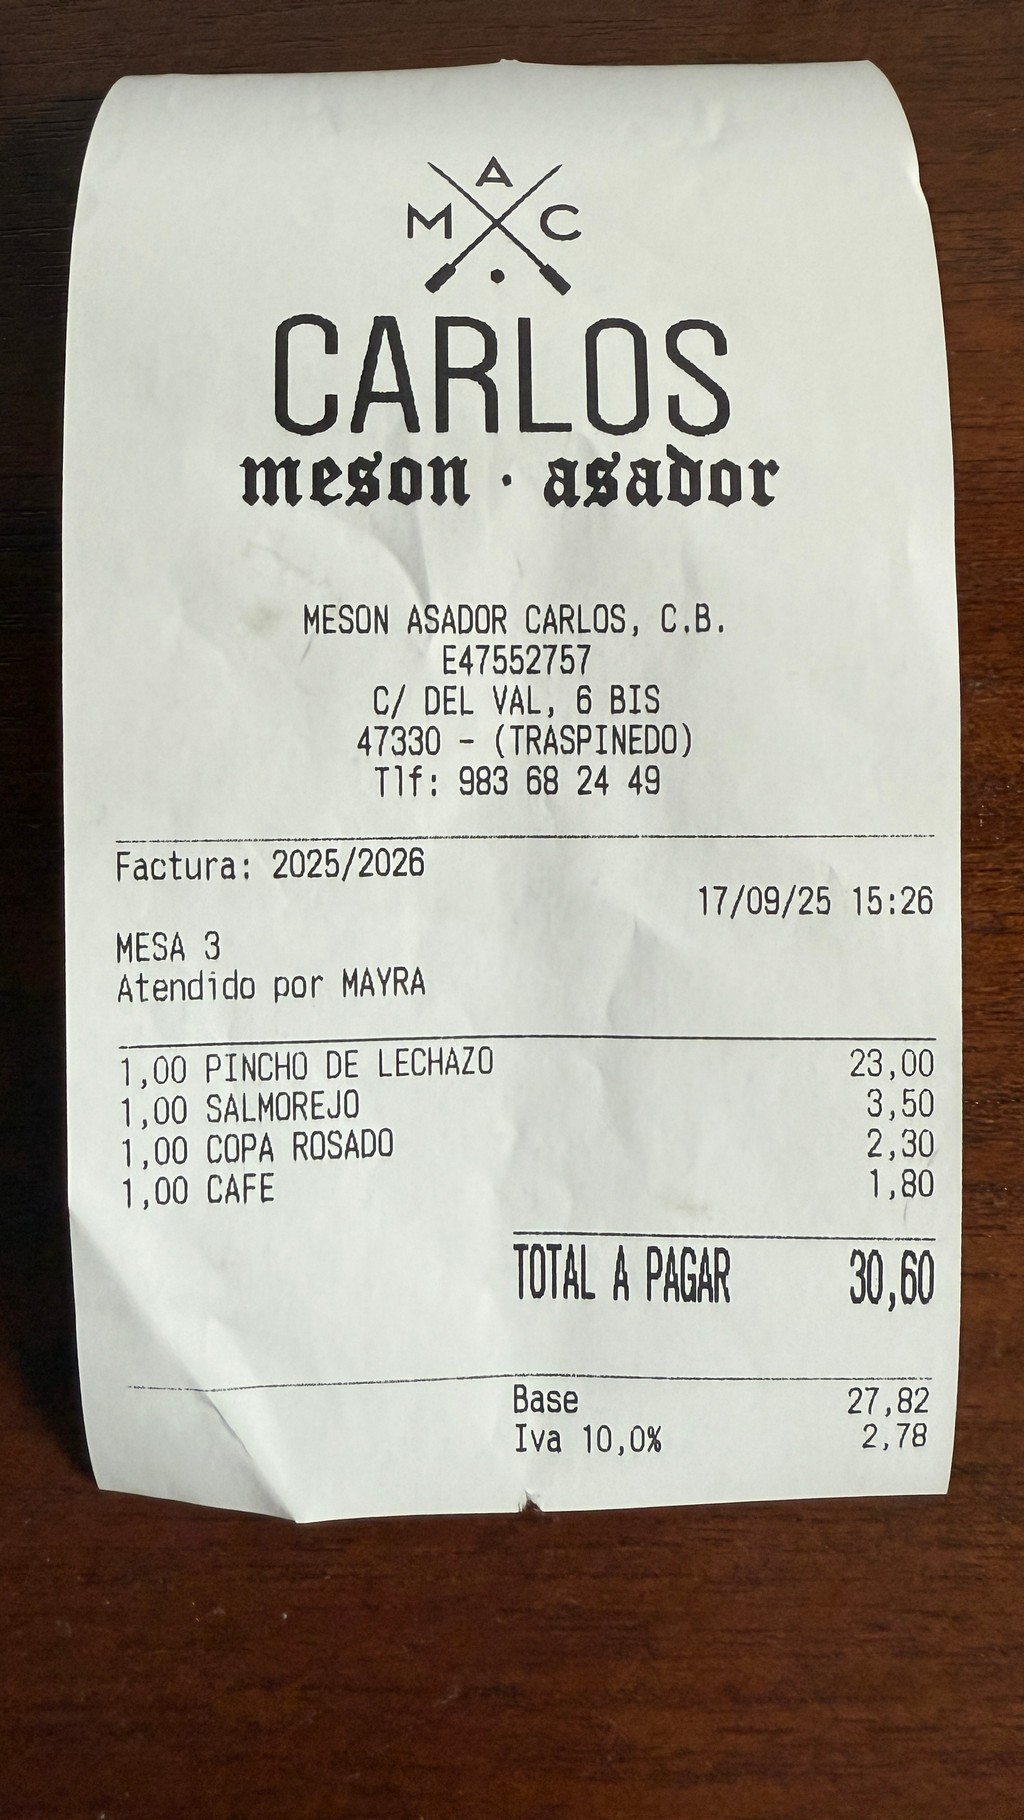 A
M C
CARLOS
meson · asador
MESON ASADOR CARLOS, C.B.
E47552757
C/ DEL VAL, 6 BIS
47330 - (TRASPINEDO)
Tlf: 983 68 24 49
Factura: 2025/2026
17/09/25 15:26
MESA 3
Atendido por MAYRA
1,00 PINCHO DE LECHAZO 23,00
1,00 SALMOREJO 3,50
1,00 COPA ROSADO 2,30
1,00 CAFE 1,80
TOTAL A PAGAR 30,60
Base 27,82
Iva 10,0% 2,78